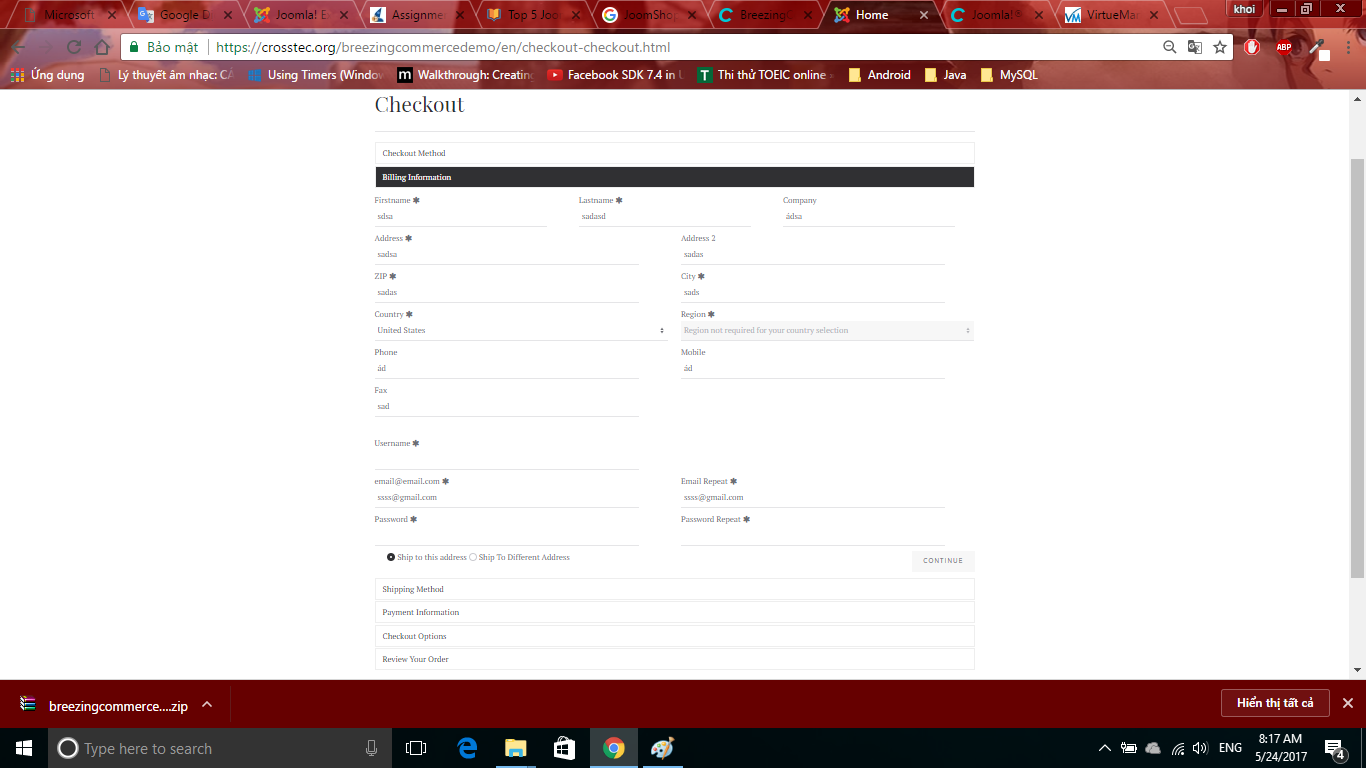 Microsoft
Google D
Joomla! E
Assignme
Top 5 Joo
JoomSho
Breezing
Home
Joomla!®
VirtueMar
khoi
Bảo mật
https://crosstec.org/breezingcommercedemo/en/checkout-checkout.html
ABP
Ứng dụng
Lý thuyết âm nhạc: CÁ
Using Timers (Window
Walkthrough: Creating
Facebook SDK 7.4 in U
Thi thử TOEIC online »
Android
Java
MySQL
Checkout
Checkout Method
Billing Information
Firstname ✱ Lastname ✱ Company
sdsa sadasd ádsa
Address ✱ Address 2
sadsa sadas
ZIP ✱ City ✱
sadas sads
Country ✱ Region ✱
United States Region not required for your country selection
Phone Mobile
ád ád
Fax
sad
Username ✱
email@email.com ✱ Email Repeat ✱
ssss@gmail.com ssss@gmail.com
Password ✱ Password Repeat ✱
Ship to this address Ship To Different Address
CONTINUE
Shipping Method
Payment Information
Checkout Options
Review Your Order
breezingcommerce....zip
Hiển thị tất cả
Type here to search
ENG
8:17 AM
5/24/2017
4